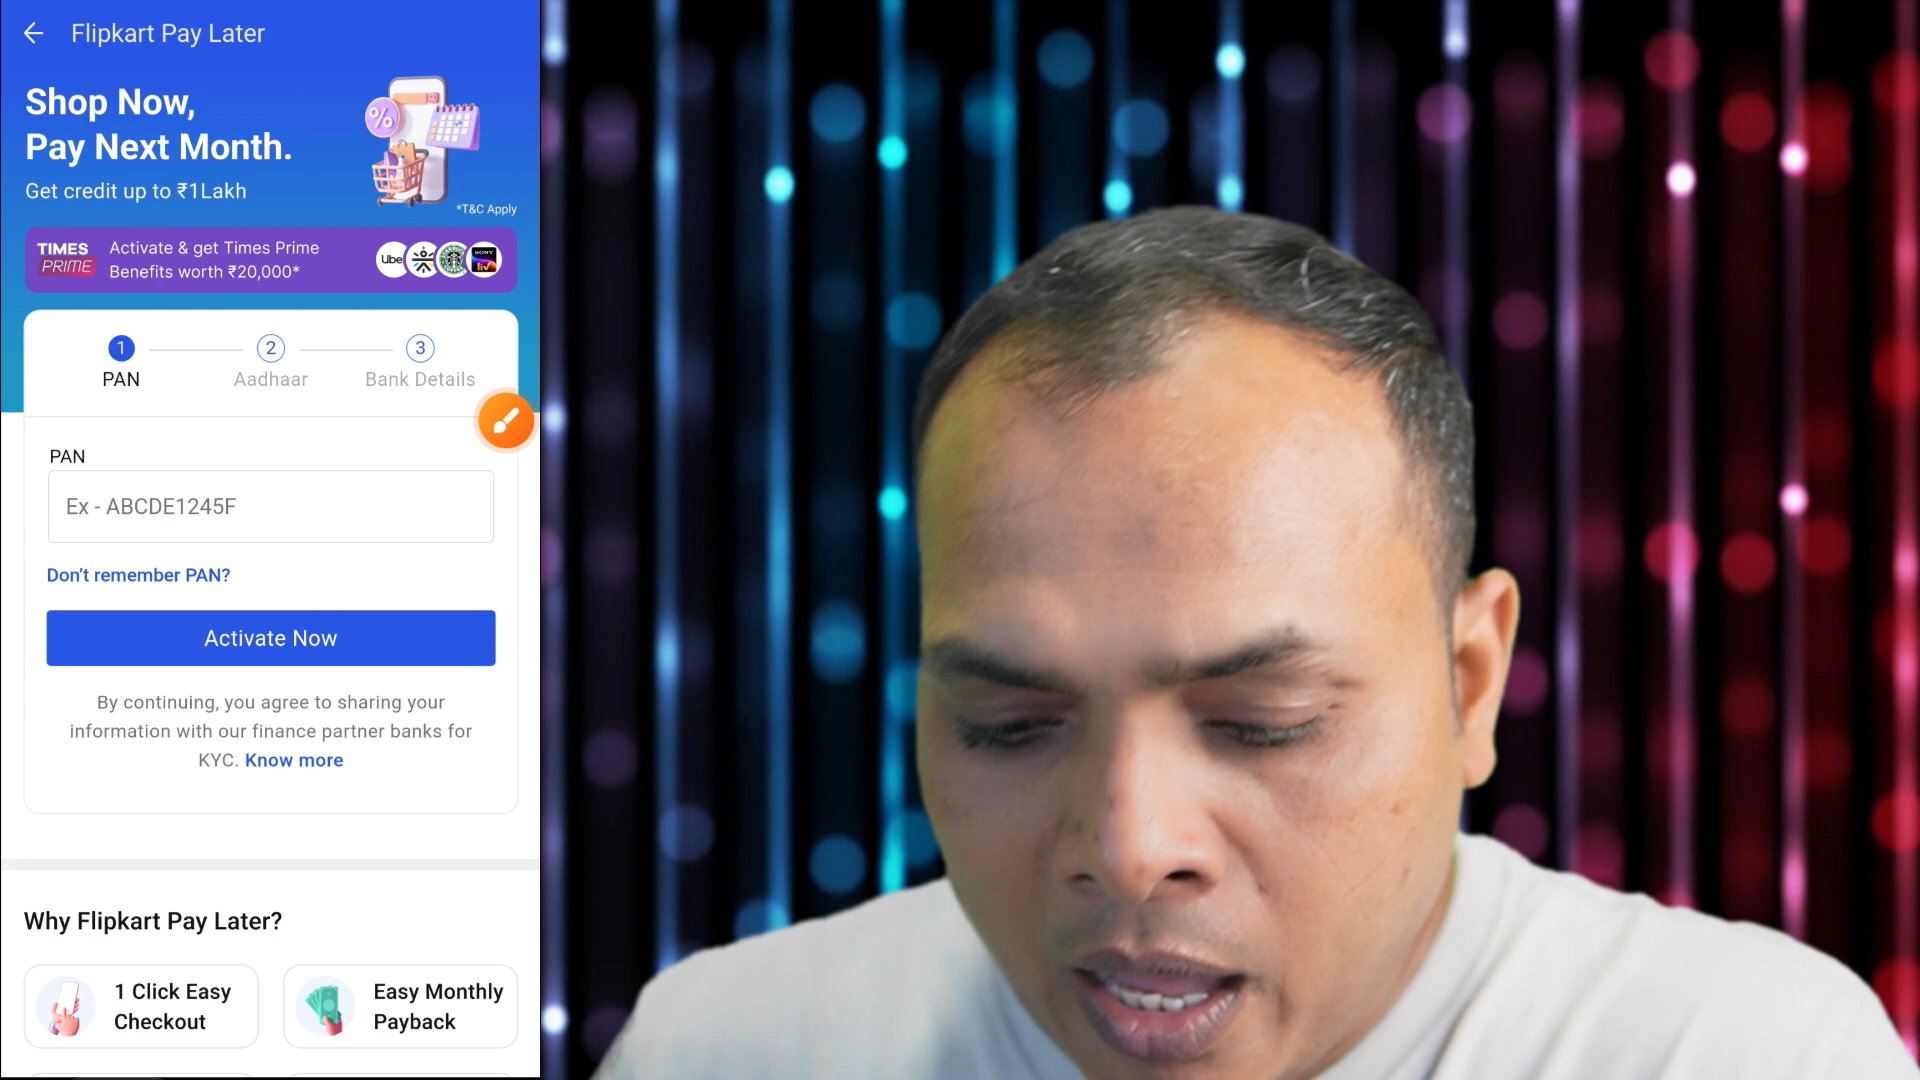 Flipkart Pay Later
Shop Now,
Pay Next Month.
Get credit up to ₹1Lakh
*T&C Apply
TIMES
PRIME
Activate & get Times Prime
Benefits worth ₹20,000*
Ube
SONY
liv
1
2
3
PAN
Aadhaar
Bank Details
PAN
Ex - ABCDE1245F
Don't remember PAN?
Activate Now
By continuing, you agree to sharing your
information with our finance partner banks for
KYC. Know more
Why Flipkart Pay Later?
1 Click Easy
Checkout
Easy Monthly
Payback